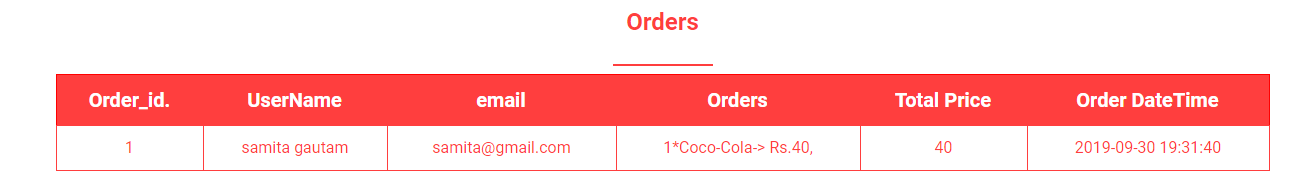 Orders
Order_id. UserName email Orders Total Price Order DateTime
1 samita gautam samita@gmail.com 1*Coco-Cola-> Rs.40, 40 2019-09-30 19:31:40